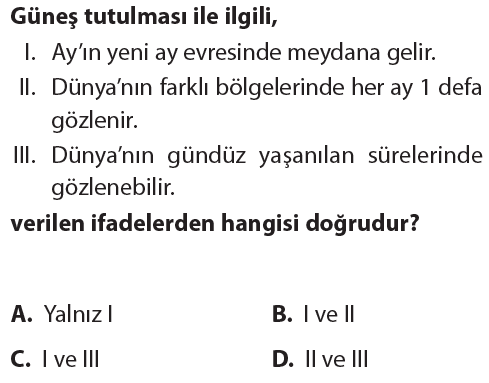 Güneş tutulması ile ilgili,
I. Ay’ın yeni ay evresinde meydana gelir.
II. Dünya’nın farklı bölgelerinde her ay 1 defa
gözlenir.
III. Dünya’nın gündüz yaşanılan sürelerinde
gözlenebilir.
verilen ifadelerden hangisi doğrudur?
A. Yalnız I
B. I ve II
C. I ve III
D. II ve III